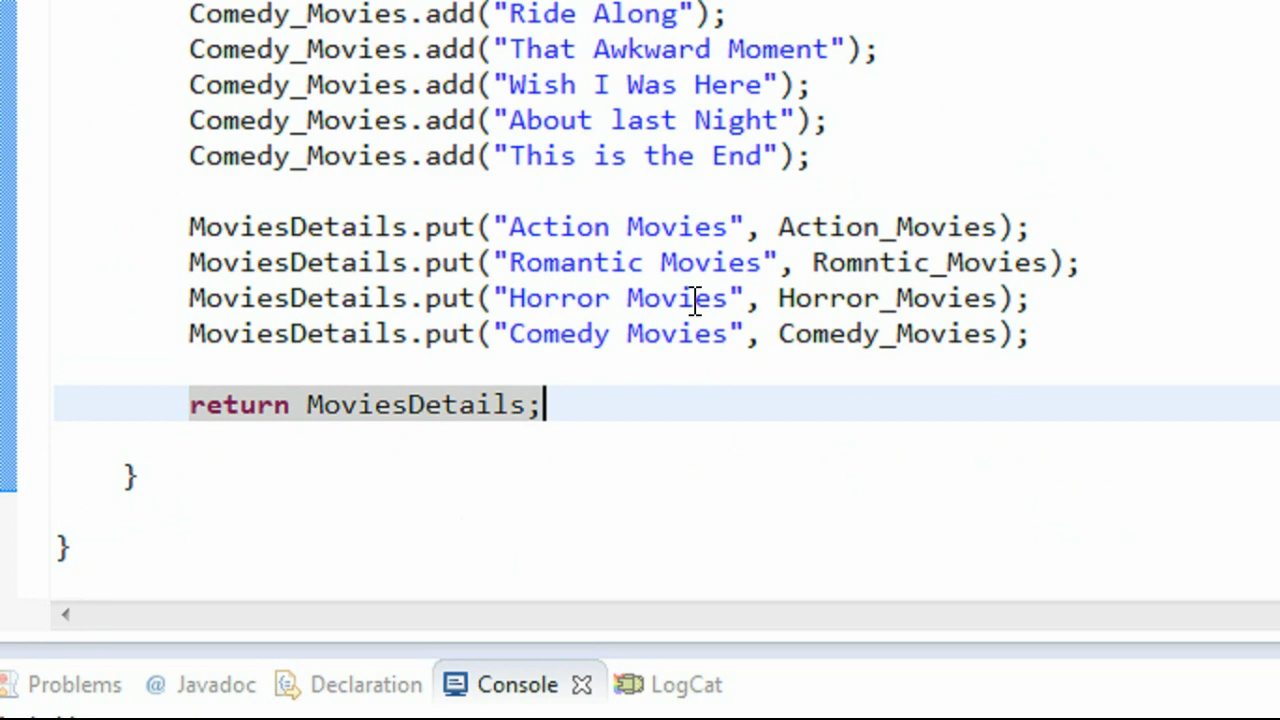 Comedy_Movies.add("Ride Along");
Comedy_Movies.add("That Awkward Moment");
Comedy_Movies.add("Wish I Was Here");
Comedy_Movies.add("About last Night");
Comedy_Movies.add("This is the End");
MoviesDetails.put("Action Movies", Action_Movies);
MoviesDetails.put("Romantic Movies", Romntic_Movies);
MoviesDetails.put("Horror Movies", Horror_Movies);
MoviesDetails.put("Comedy Movies", Comedy_Movies);
return MoviesDetails;
}
}
Problems @ Javadoc Declaration Console LogCat